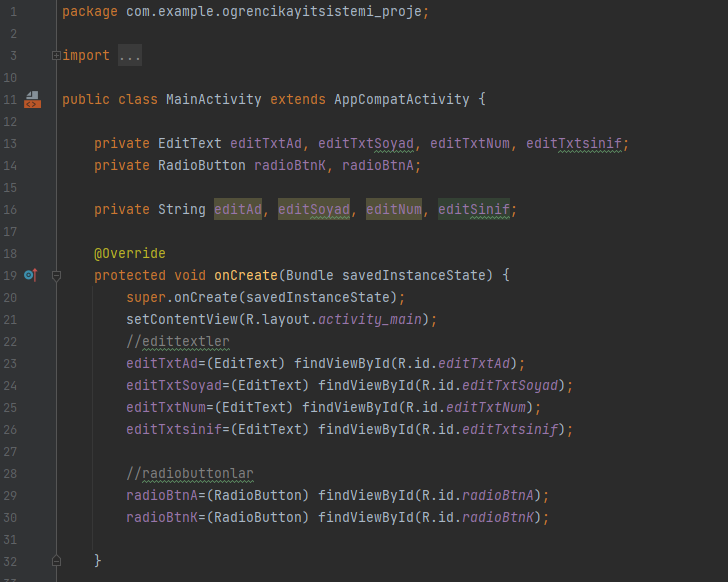 1 package com.example.ogrencikayitsistemi_proje;
2
3 import ...
10
11 public class MainActivity extends AppCompatActivity {
12
13 private EditText editTxtAd, editTxtSoyad, editTxtNum, editTxtsinif;
14 private RadioButton radioBtnK, radioBtnA;
15
16 private String editAd, editSoyad, editNum, editSinif;
17
18 @Override
19 protected void onCreate(Bundle savedInstanceState) {
20 super.onCreate(savedInstanceState);
21 setContentView(R.layout.activity_main);
22 //edittextler
23 editTxtAd=(EditText) findViewById(R.id.editTxtAd);
24 editTxtSoyad=(EditText) findViewById(R.id.editTxtSoyad);
25 editTxtNum=(EditText) findViewById(R.id.editTxtNum);
26 editTxtsinif=(EditText) findViewById(R.id.editTxtsinif);
27
28 //radiobuttonlar
29 radioBtnA=(RadioButton) findViewById(R.id.radioBtnA);
30 radioBtnK=(RadioButton) findViewById(R.id.radioBtnK);
31
32 }